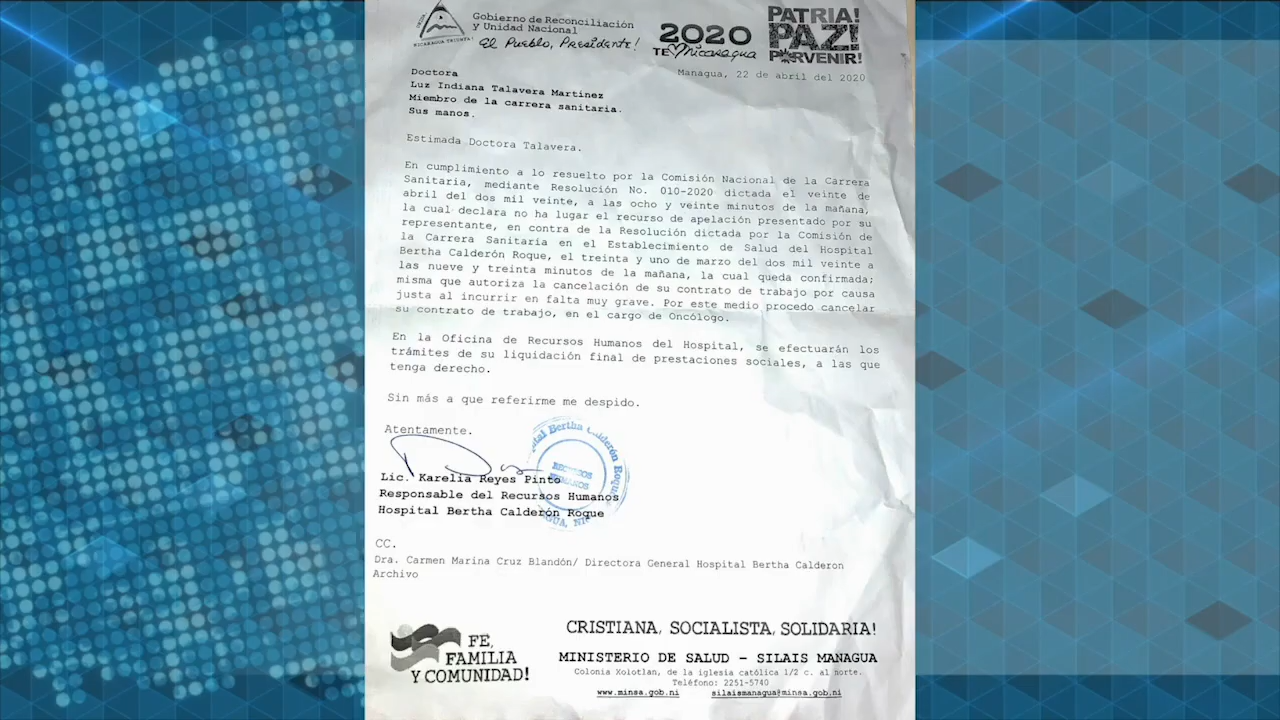 Gobierno de Reconciliación
y Unidad Nacional
El Pueblo, Presidente!
UNIDA
NICARAGUA TRIUNFA!
2020
TE Nicaragua
PATRIA!
PAZ!
PORVENIR!
Managua, 22 de abril del 2020
Doctora
Luz Indiana Talavera Martinez
Miembro de la carrera sanitaria.
Sus manos.
Estimada Doctora Talavera.
En cumplimiento a lo resuelto por la Comisión Nacional de la Carrera
Sanitaria, mediante Resolución No. 010-2020 dictada el veinte de
abril del dos mil veinte, a las ocho y veinte minutos de la mañana,
la cual declara no ha lugar el recurso de apelación presentado por su
representante, en contra de la Resolución dictada por la Comisión de
la Carrera Sanitaria en el Establecimiento de Salud del Hospital
Bertha Calderón Roque, el treinta y uno de marzo del dos mil veinte a
las nueve y treinta minutos de la mañana, la cual queda confirmada;
misma que autoriza la cancelación de su contrato de trabajo por causa
justa al incurrir en falta muy grave. Por este medio procedo cancelar
su contrato de trabajo, en el cargo de Oncólogo.
En la Oficina de Recursos Humanos del Hospital, se efectuarán los
trámites de su liquidación final de prestaciones sociales, a las que
tenga derecho.
Sin más a que referirme me despido.
Atentamente.
Bertha Calderón Roque
RECURSOS
HUMANOS
Lic. Karelia Reyes Pinto
Responsable del Recursos Humanos
Hospital Bertha Calderón Roque
CC.
Dra. Carmen Marina Cruz Blandón/ Directora General Hospital Bertha Calderon
Archivo
FE,
FAMILIA
Y COMUNIDAD!
CRISTIANA, SOCIALISTA, SOLIDARIA!
MINISTERIO DE SALUD - SILAIS MANAGUA
Colonia Xolotlan, de la iglesia católica 1/2 c. al norte.
Teléfono: 2251-5740
www.minsa.gob.ni silaismanagua@minsa.gob.ni